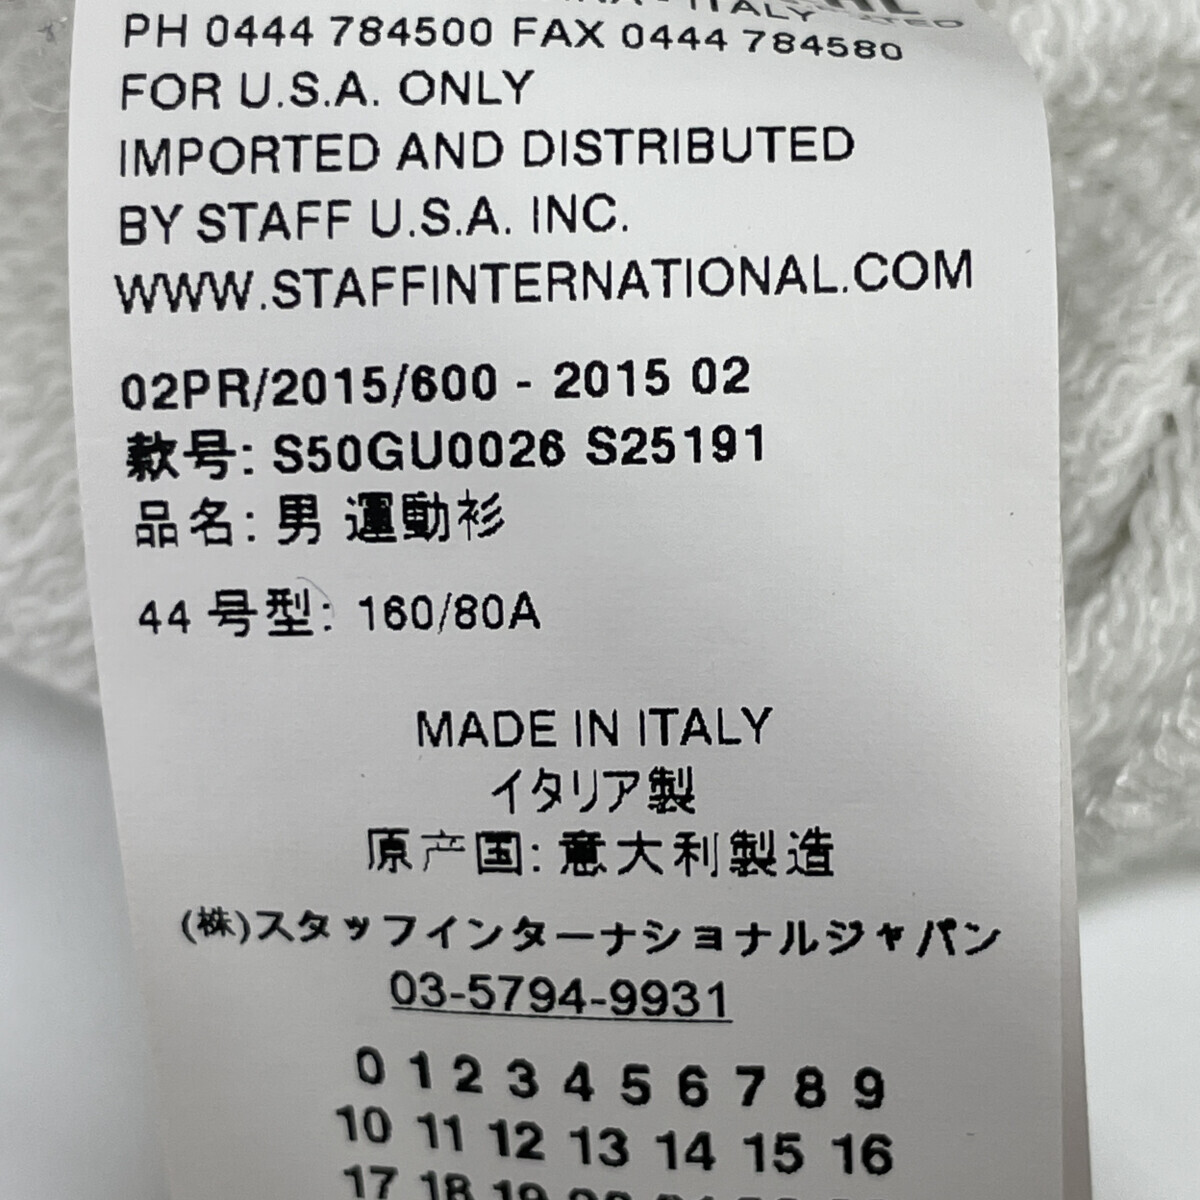 PH 0444 784500 FAX 0444 784580
FOR U.S.A. ONLY
IMPORTED AND DISTRIBUTED
BY STAFF U.S.A. INC.
WWW.STAFFINTERNATIONAL.COM
02PR/2015/600 - 2015 02
款号: S50GU0026 S25191
品名: 男 運動衫
44 号型: 160/80A
MADE IN ITALY
イタリア製
原产国: 意大利製造
(株)スタッフインターナショナルジャパン
03-5794-9931
0 1 2 3 4 5 6 7 8 9
10 11 12 13 14 15 16
17 18 19